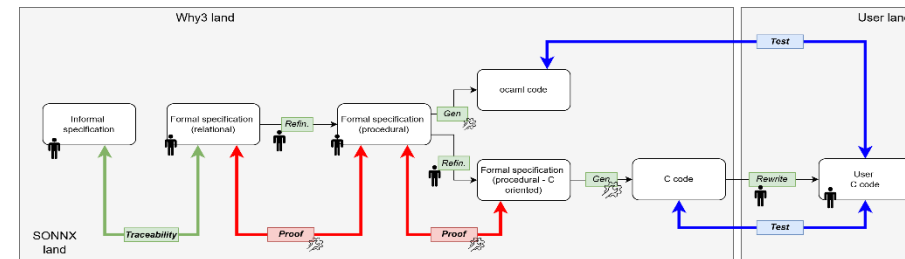 Why3 land
User land
Test
ocaml code
Informal
specification
Formal specification
(relational)
Refin.
Formal specification
(procedural)
Gen
Refin.
Formal specification
(procedural - C
oriented)
Gen
C code
Rewrite
User
C code
SONNX
land
Traceability
Proof
Proof
Test